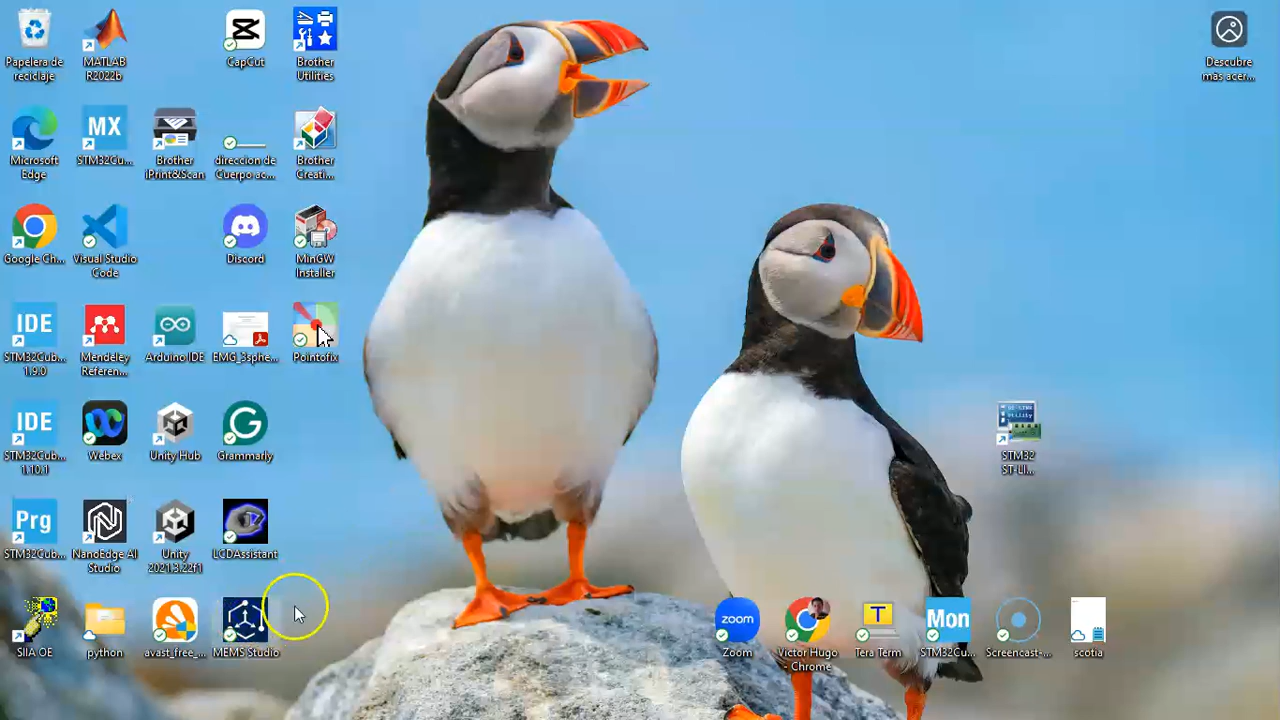 Papelera de
reciclaje
MATLAB
R2022b
CapCut
Brother
Utilities
Descubre
más acer...
Microsoft
Edge
MX
STM32Cu...
Brother
iPrint&Scan
direccion de
Cuerpo ac...
Brother
Creati...
Google Ch...
Visual Studio
Code
Discord
MinGW
Installer
IDE
STM32Cub...
1.9.0
Mendeley
Referen...
Arduino IDE
EMG_3sphe...
Pointofix
IDE
STM32Cub...
1.10.1
Webex
Unity Hub
Grammarly
STM32
ST-LI...
Prg
STM32Cub...
NanoEdge AI
Studio
Unity
2021.3.22f1
LCDAssistant
SIIA OE
python
avast_free_...
MEMS Studio
zoom
Zoom
Victor Hugo
- Chrome
T
Tera Term
Mon
STM32Cu...
Screencast-...
scotia